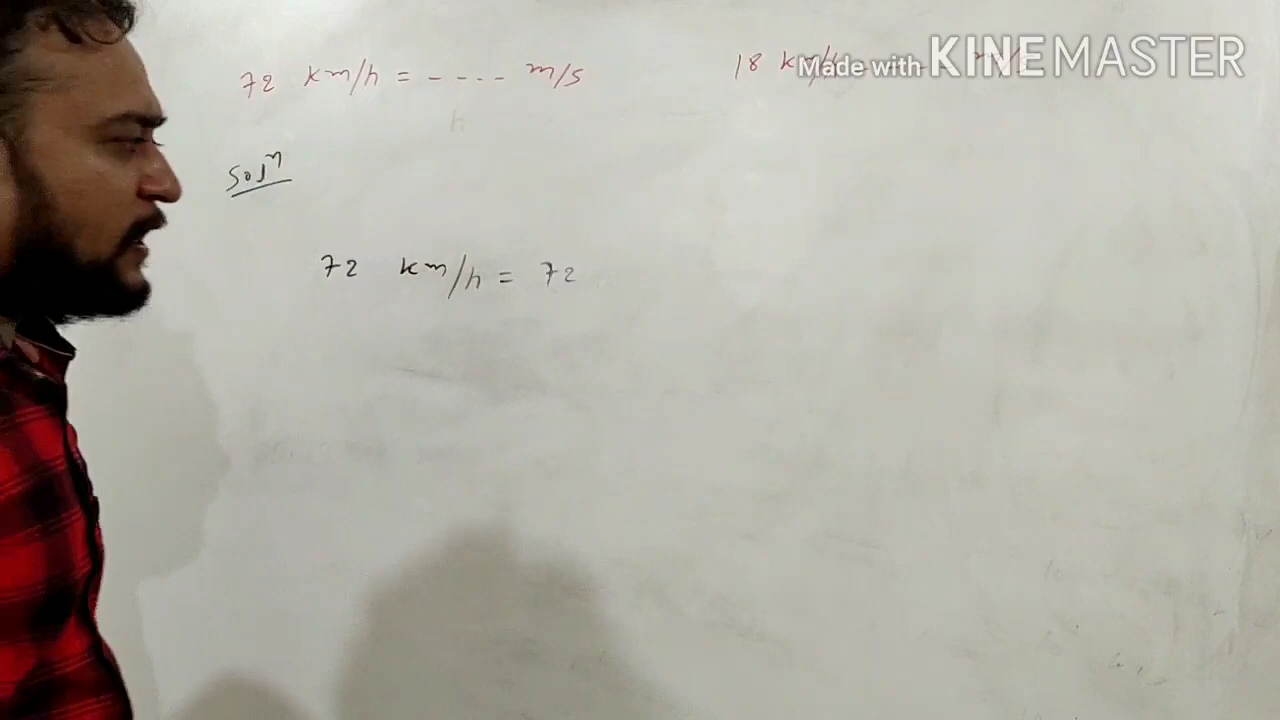 72 km/h = ---- m/s
18 km/h m/s
Made with KINEMASTER
Solⁿ
72 km/h = 72